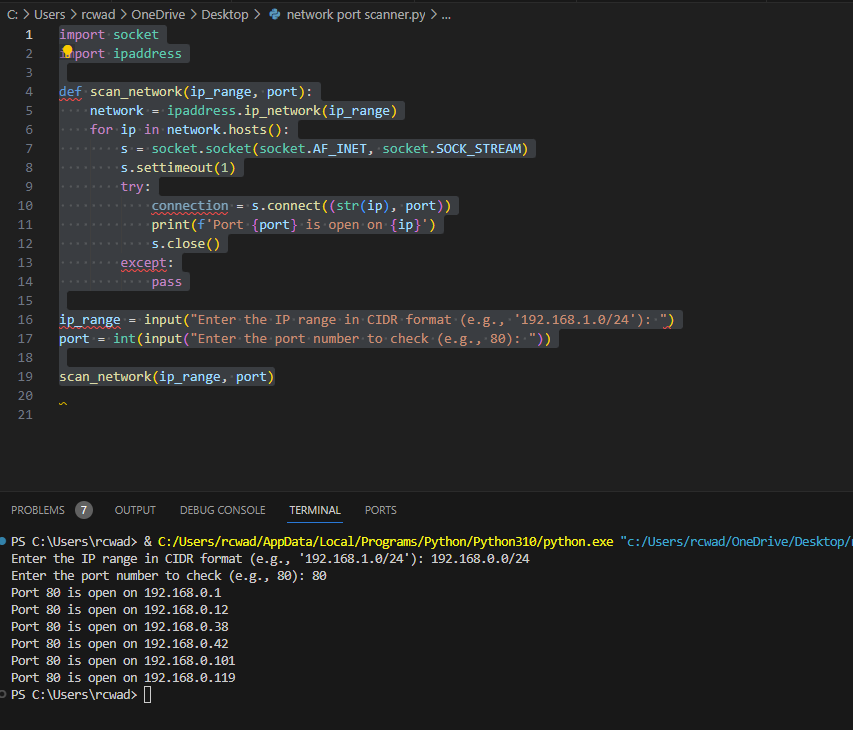 C: > Users > rcwad > OneDrive > Desktop > network port scanner.py > ...
1 import socket
2 import ipaddress
3
4 def scan_network(ip_range, port):
5     network = ipaddress.ip_network(ip_range)
6     for ip in network.hosts():
7         s = socket.socket(socket.AF_INET, socket.SOCK_STREAM)
8         s.settimeout(1)
9         try:
10             connection = s.connect((str(ip), port))
11             print(f'Port {port} is open on {ip}')
12             s.close()
13         except:
14             pass
15
16 ip_range = input("Enter the IP range in CIDR format (e.g., '192.168.1.0/24'): ")
17 port = int(input("Enter the port number to check (e.g., 80): "))
18
19 scan_network(ip_range, port)
20
21
PROBLEMS 7 OUTPUT DEBUG CONSOLE TERMINAL PORTS
PS C:\Users\rcwad> & C:/Users/rcwad/AppData/Local/Programs/Python/Python310/python.exe "c:/Users/rcwad/OneDrive/Desktop/
Enter the IP range in CIDR format (e.g., '192.168.1.0/24'): 192.168.0.0/24
Enter the port number to check (e.g., 80): 80
Port 80 is open on 192.168.0.1
Port 80 is open on 192.168.0.12
Port 80 is open on 192.168.0.38
Port 80 is open on 192.168.0.42
Port 80 is open on 192.168.0.101
Port 80 is open on 192.168.0.119
PS C:\Users\rcwad>